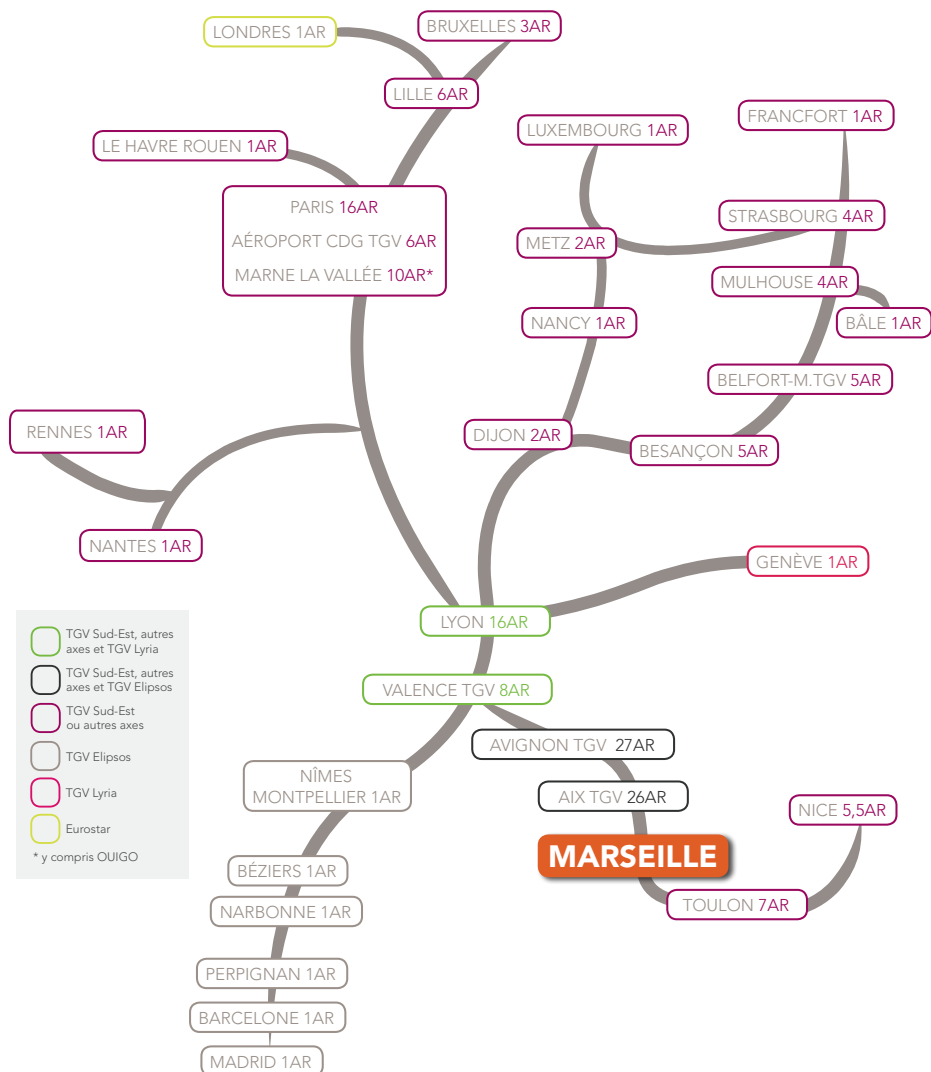 LONDRES 1AR
BRUXELLES 3AR
LILLE 6AR
LUXEMBOURG 1AR
FRANCFORT 1AR
LE HAVRE ROUEN 1AR
PARIS 16AR
AÉROPORT CDG TGV 6AR
MARNE LA VALLÉE 10AR*
STRASBOURG 4AR
METZ 2AR
MULHOUSE 4AR
NANCY 1AR
BÂLE 1AR
BELFORT-M.TGV 5AR
RENNES 1AR
DIJON 2AR
BESANÇON 5AR
NANTES 1AR
GENÈVE 1AR
LYON 16AR
TGV Sud-Est, autres
axes et TGV Lyria
TGV Sud-Est, autres
axes et TGV Elipsos
TGV Sud-Est
ou autres axes
TGV Elipsos
TGV Lyria
Eurostar
* y compris OUIGO
VALENCE TGV 8AR
AVIGNON TGV 27AR
NÎMES
MONTPELLIER 1AR
AIX TGV 26AR
NICE 5,5AR
MARSEILLE
BÉZIERS 1AR
TOULON 7AR
NARBONNE 1AR
PERPIGNAN 1AR
BARCELONE 1AR
MADRID 1AR